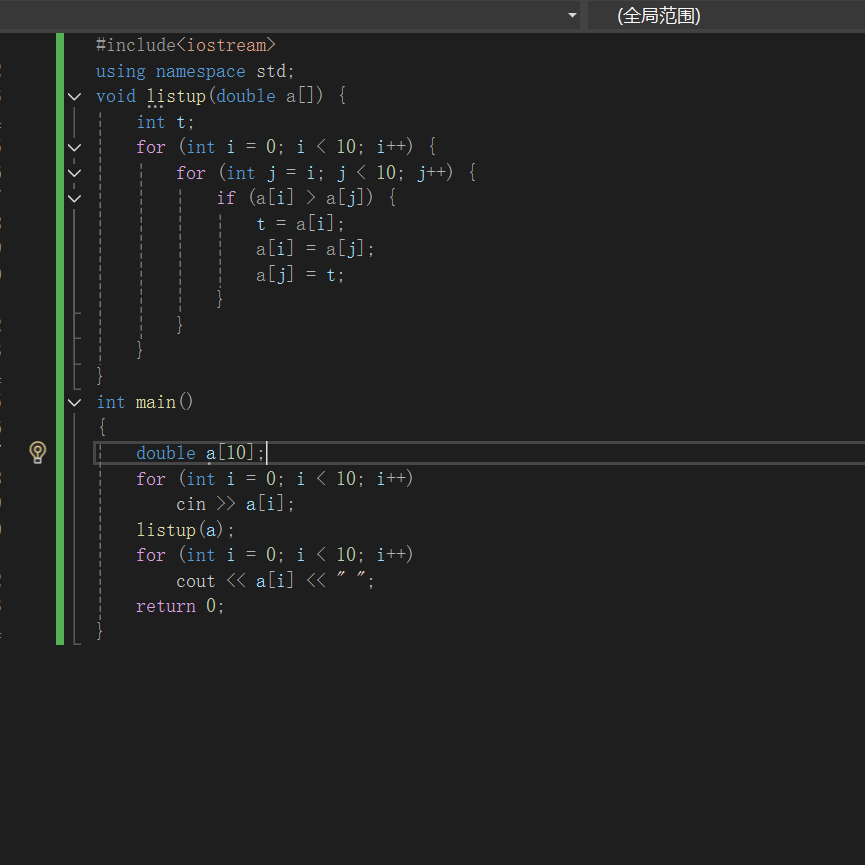 (全局范围)
#include<iostream>
using namespace std;
void listup(double a[]) {
    int t;
    for (int i = 0; i < 10; i++) {
        for (int j = i; j < 10; j++) {
            if (a[i] > a[j]) {
                t = a[i];
                a[i] = a[j];
                a[j] = t;
            }
        }
    }
}
int main()
{
    double a[10];
    for (int i = 0; i < 10; i++)
        cin >> a[i];
    listup(a);
    for (int i = 0; i < 10; i++)
        cout << a[i] << " ";
    return 0;
}